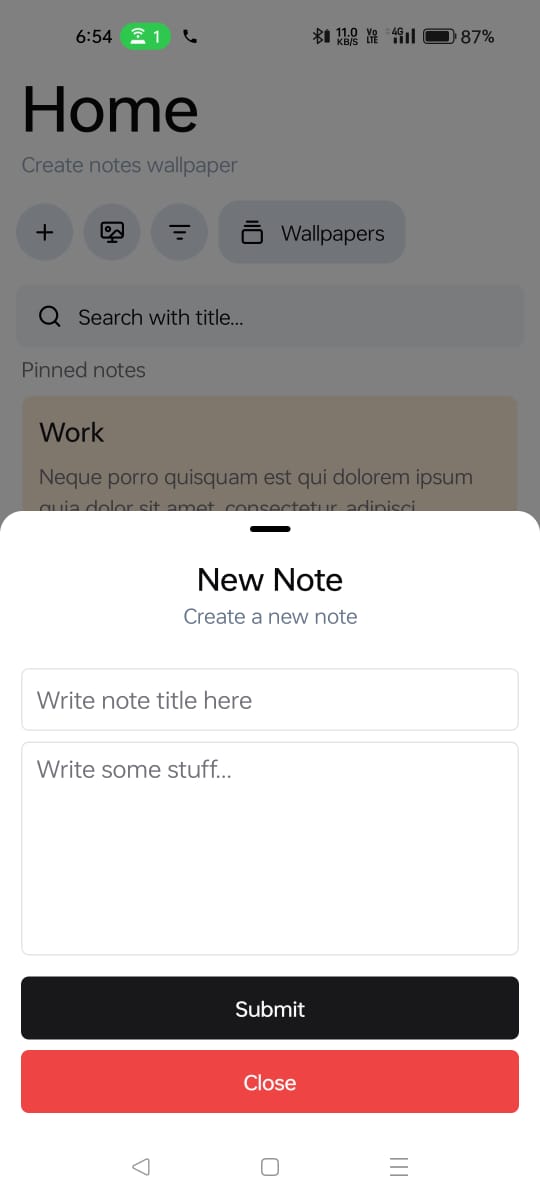 6:54 1 11.0 KB/S Vo LTE 4G 87%
Home
Create notes wallpaper
Wallpapers
Search with title...
Pinned notes
Work
Neque porro quisquam est qui dolorem ipsum
quia dolor sit amet, consectetur, adipisci
New Note
Create a new note
Write note title here
Write some stuff...
Submit
Close